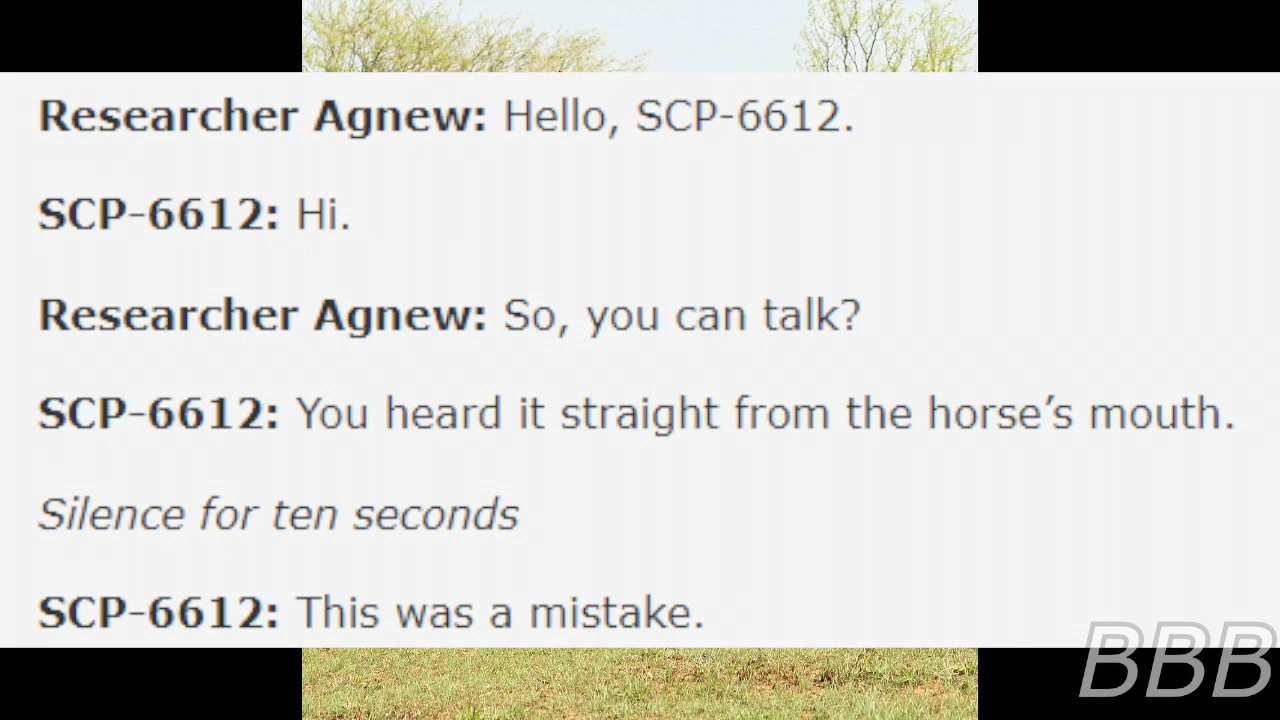 Researcher Agnew: Hello, SCP-6612.
SCP-6612: Hi.
Researcher Agnew: So, you can talk?
SCP-6612: You heard it straight from the horse’s mouth.
Silence for ten seconds
SCP-6612: This was a mistake.
BBB